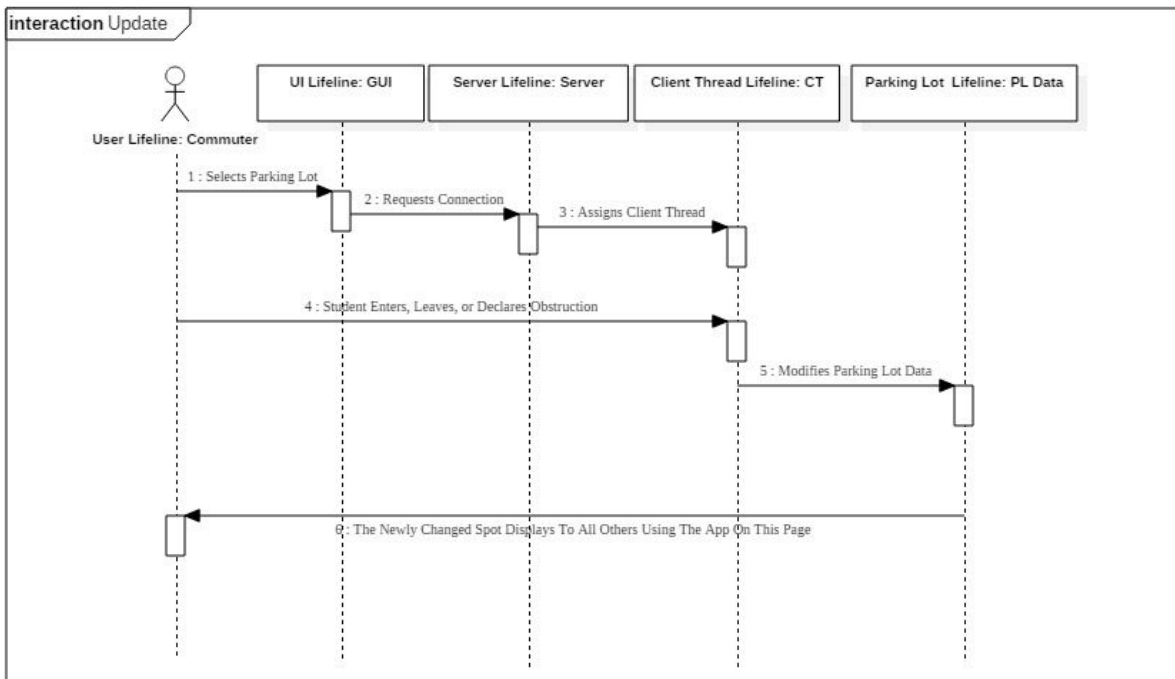 interaction Update
UI Lifeline: GUI
Server Lifeline: Server
Client Thread Lifeline: CT
Parking Lot Lifeline: PL Data
User Lifeline: Commuter
1 : Selects Parking Lot
2 : Requests Connection
3 : Assigns Client Thread
4 : Student Enters, Leaves, or Declares Obstruction
5 : Modifies Parking Lot Data
6 : The Newly Changed Spot Displays To All Others Using The App On This Page